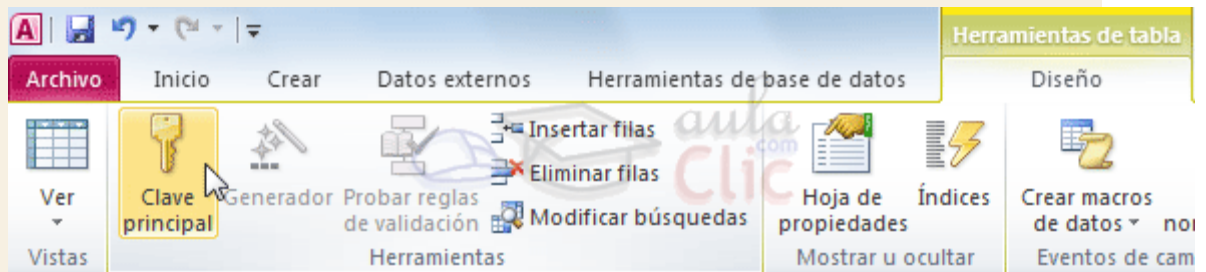 A
Herramientas de tabla
Archivo Inicio Crear Datos externos Herramientas de base de datos Diseño
aula
.com
Clic
Ver
Clave
principal
Generador
Probar reglas
de validación
Insertar filas
Eliminar filas
Modificar búsquedas
Hoja de
propiedades
Índices
Crear macros
de datos
Vistas Herramientas Mostrar u ocultar Eventos de